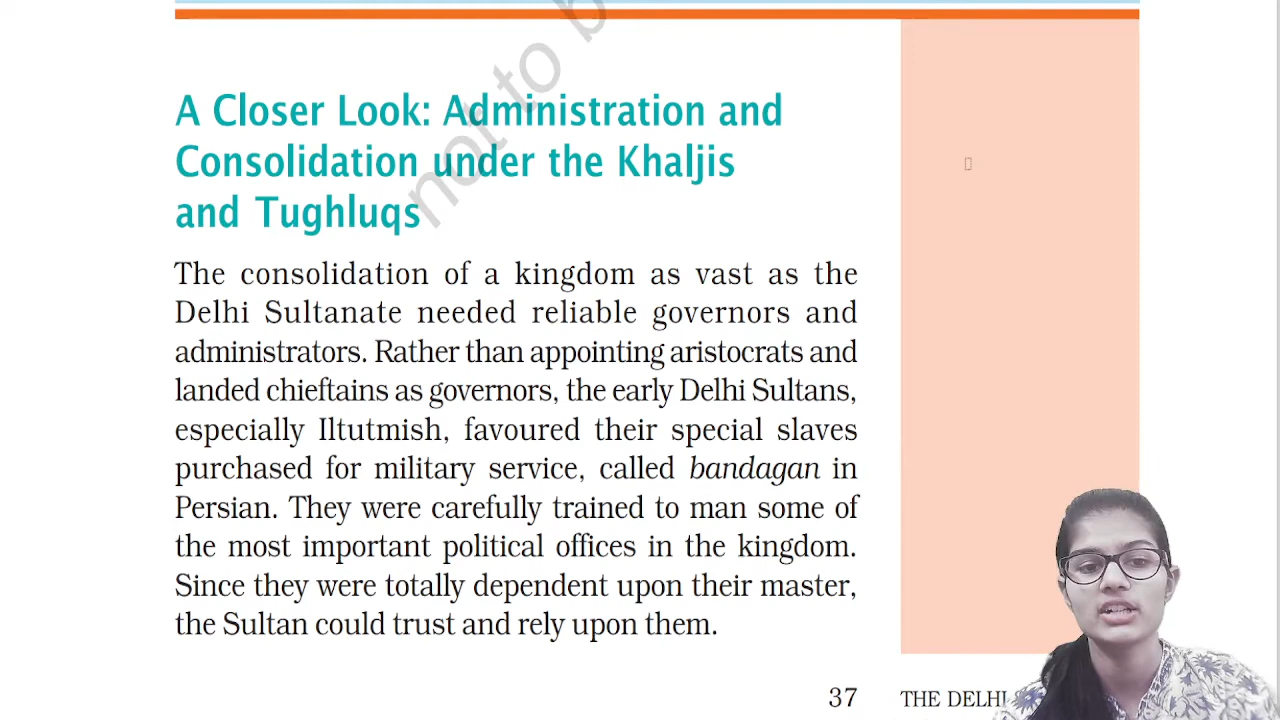 not to b
A Closer Look: Administration and
Consolidation under the Khaljis
and Tughluqs
The consolidation of a kingdom as vast as the
Delhi Sultanate needed reliable governors and
administrators. Rather than appointing aristocrats and
landed chieftains as governors, the early Delhi Sultans,
especially Iltutmish, favoured their special slaves
purchased for military service, called bandagan in
Persian. They were carefully trained to man some of
the most important political offices in the kingdom.
Since they were totally dependent upon their master,
the Sultan could trust and rely upon them.
37 THE DELHI